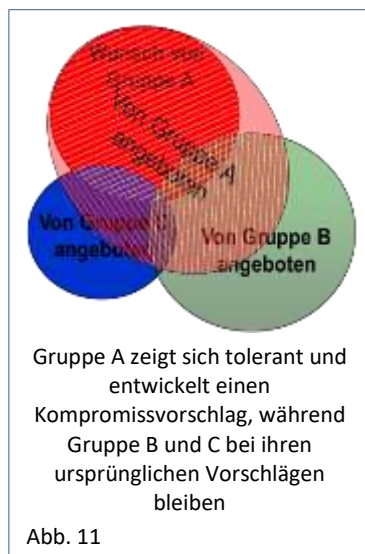 Wunsch von
Gruppe A
Von Gruppe A
angeboten
Von Gruppe C
angeboten
Von Gruppe B
angeboten
Gruppe A zeigt sich tolerant und
entwickelt einen
Kompromissvorschlag, während
Gruppe B und C bei ihren
ursprünglichen Vorschlägen
bleiben
Abb. 11